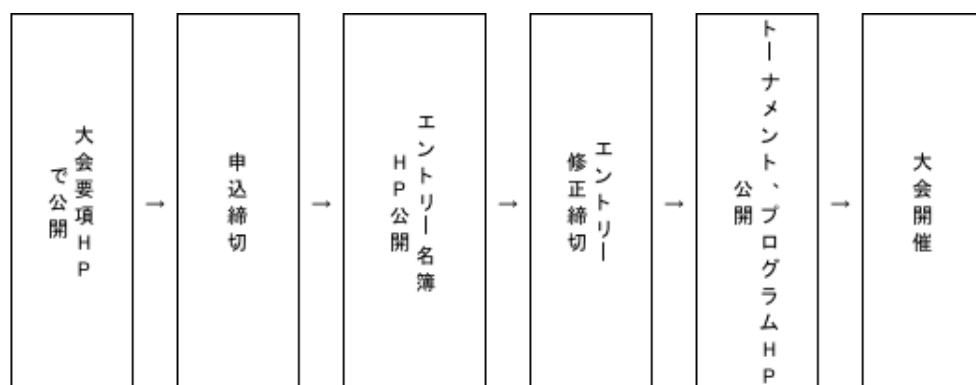 大会要項ＨＰ
で公開
→
申込締切
→
エントリー名簿
ＨＰ公開
→
エントリー
修正締切
→
トーナメント、プログラムＨＰ
公開
→
大会開催